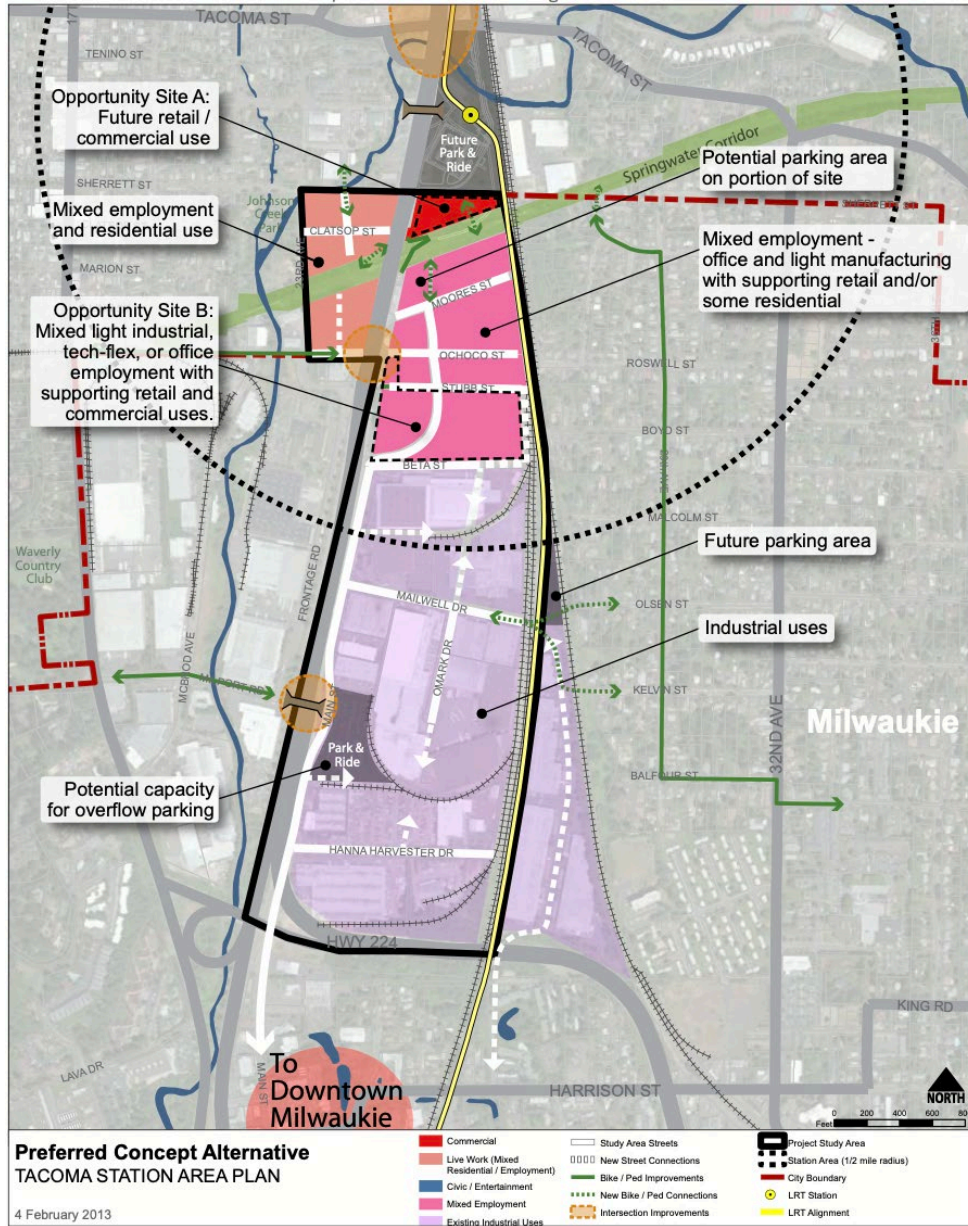 TACOMA ST
TENINO ST
TACOMA ST
Opportunity Site A:
Future retail /
commercial use
Future
Park &
Ride
Springwater Corridor
Potential parking area
on portion of site
SHERRETT ST
Johnson
Creek
Park
Mixed employment
and residential use
CLATSOP ST
23RD AVE
MARION ST
Mixed employment -
office and light manufacturing
with supporting retail and/or
some residential
MOORES ST
Opportunity Site B:
Mixed light industrial,
tech-flex, or office
employment with
supporting retail and
commercial uses.
OCHOCO ST
ROSWELL ST
STUBB ST
BOYD ST
BETA ST
MALCOLM ST
Waverly
Country
Club
FRONTAGE RD
Future parking area
MAILWELL DR
OLSEN ST
OMARK DR
Industrial uses
MCBROD AVE
KELVIN ST
MAIN ST
Milwaukie
32ND AVE
Park &
Ride
BALFOUR ST
Potential capacity
for overflow parking
HANNA HARVESTER DR
HWY 224
KING RD
LAVA DR
MAIN ST
To
Downtown
Milwaukie
HARRISON ST
NORTH
Feet
0 200 400 600 80
Preferred Concept Alternative
TACOMA STATION AREA PLAN
4 February 2013
Commercial
Live Work (Mixed
Residential / Employment)
Civic / Entertainment
Mixed Employment
Existing Industrial Uses
Study Area Streets
New Street Connections
Bike / Ped Improvements
New Bike / Ped Connections
Intersection Improvements
Project Study Area
Station Area (1/2 mile radius)
City Boundary
LRT Station
LRT Alignment